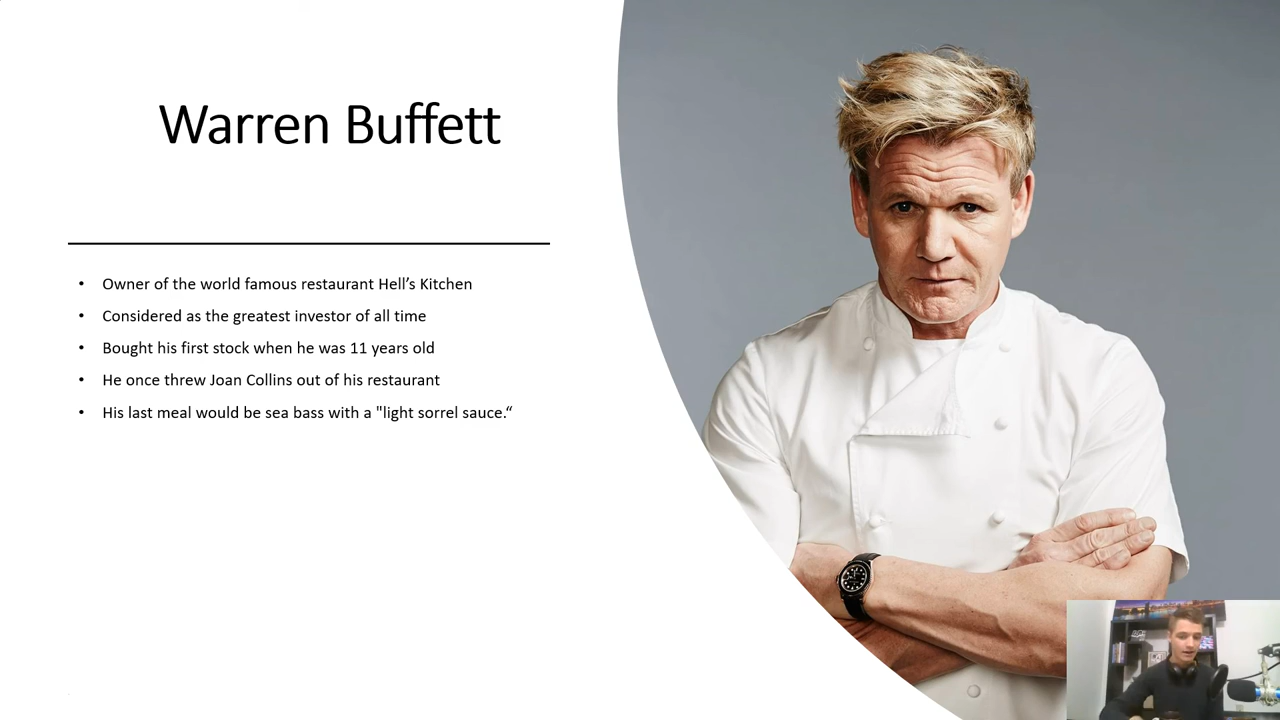 Warren Buffett
• Owner of the world famous restaurant Hell’s Kitchen
• Considered as the greatest investor of all time
• Bought his first stock when he was 11 years old
• He once threw Joan Collins out of his restaurant
• His last meal would be sea bass with a "light sorrel sauce.“